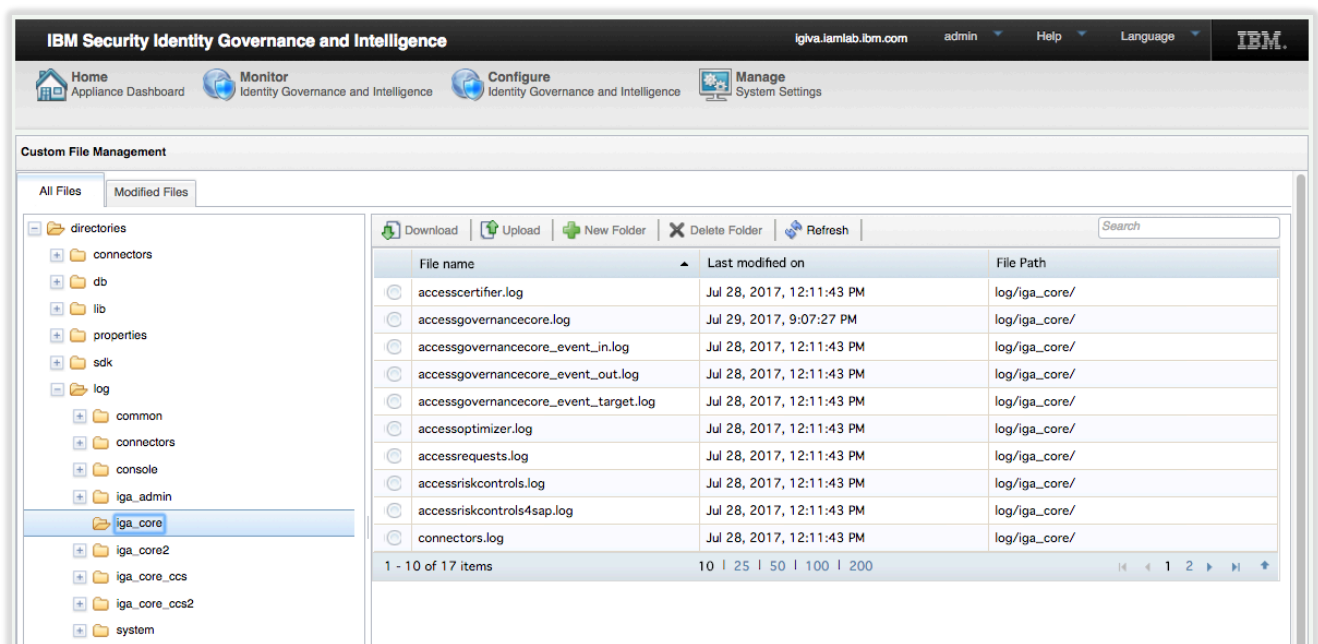 IBM Security Identity Governance and Intelligence igiva.iamlab.ibm.com admin Help Language IBM.
Home Monitor Configure Manage
Appliance Dashboard Identity Governance and Intelligence Identity Governance and Intelligence System Settings
Custom File Management
All Files Modified Files
directories
connectors
db
lib
properties
sdk
log
common
connectors
console
iga_admin
iga_core
iga_core2
iga_core_ccs
iga_core_ccs2
system
Download Upload New Folder Delete Folder Refresh Search
File name Last modified on File Path
accesscertifier.log Jul 28, 2017, 12:11:43 PM log/iga_core/
accessgovernancecore.log Jul 29, 2017, 9:07:27 PM log/iga_core/
accessgovernancecore_event_in.log Jul 28, 2017, 12:11:43 PM log/iga_core/
accessgovernancecore_event_out.log Jul 28, 2017, 12:11:43 PM log/iga_core/
accessgovernancecore_event_target.log Jul 28, 2017, 12:11:43 PM log/iga_core/
accessoptimizer.log Jul 28, 2017, 12:11:43 PM log/iga_core/
accessrequests.log Jul 28, 2017, 12:11:43 PM log/iga_core/
accessriskcontrols.log Jul 28, 2017, 12:11:43 PM log/iga_core/
accessriskcontrols4sap.log Jul 28, 2017, 12:11:43 PM log/iga_core/
connectors.log Jul 28, 2017, 12:11:43 PM log/iga_core/
1 - 10 of 17 items 10 | 25 | 50 | 100 | 200 1 2